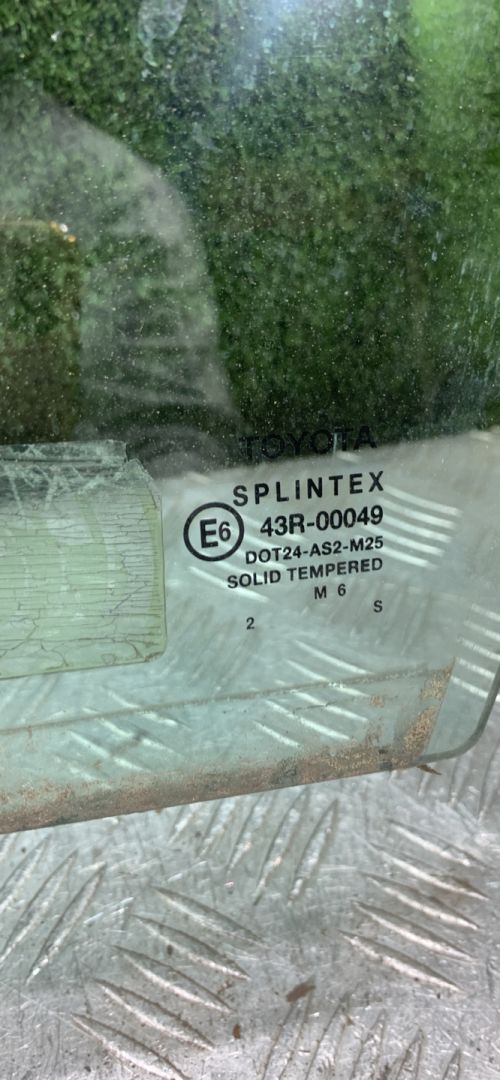 TOYOTA
SPLINTEX
E6 43R-00049
DOT24-AS2-M25
SOLID TEMPERED
M 6
S
2